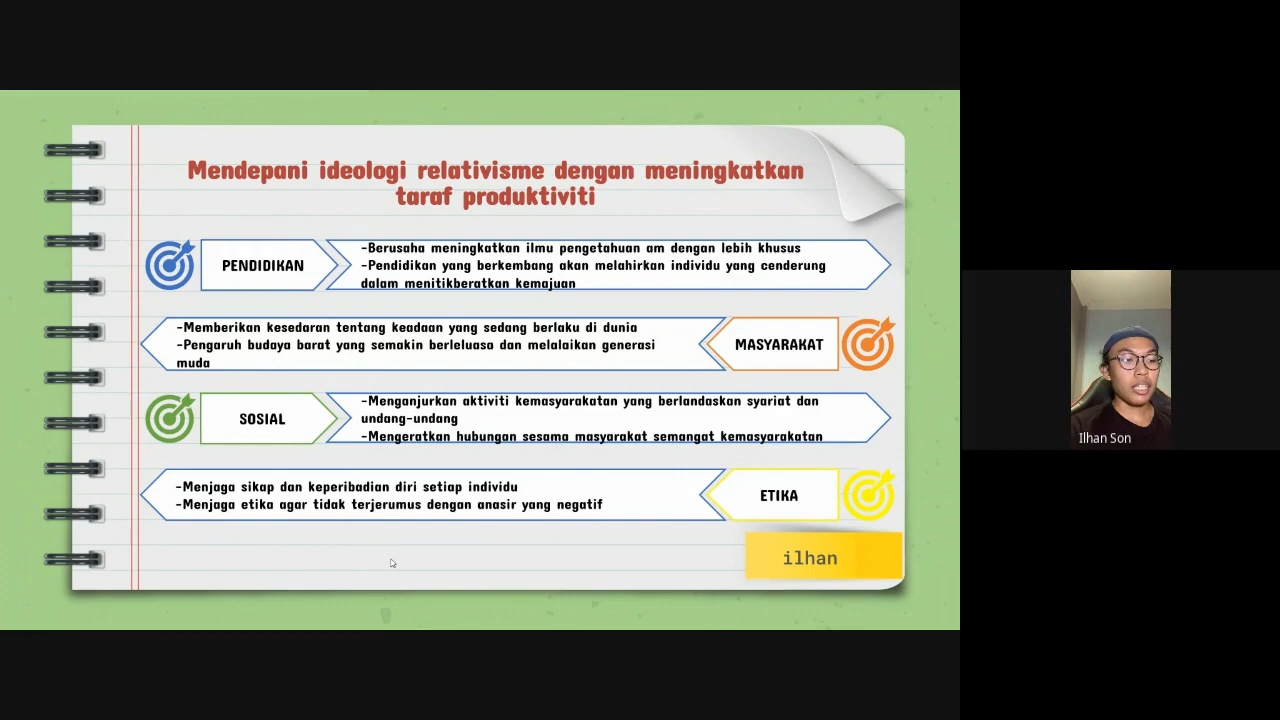 Mendepani ideologi relativisme dengan meningkatkan
taraf produktiviti
PENDIDIKAN
-Berusaha meningkatkan ilmu pengetahuan am dengan lebih khusus
-Pendidikan yang berkembang akan melahirkan individu yang cenderung
dalam menitikberatkan kemajuan
-Memberikan kesedaran tentang keadaan yang sedang berlaku di dunia
-Pengaruh budaya barat yang semakin berleluasa dan melalaikan generasi
muda
MASYARAKAT
SOSIAL
-Menganjurkan aktiviti kemasyarakatan yang berlandaskan syariat dan
undang-undang
-Mengeratkan hubungan sesama masyarakat semangat kemasyarakatan
-Menjaga sikap dan keperibadian diri setiap individu
-Menjaga etika agar tidak terjerumus dengan anasir yang negatif
ETIKA
ilhan
Ilhan Son